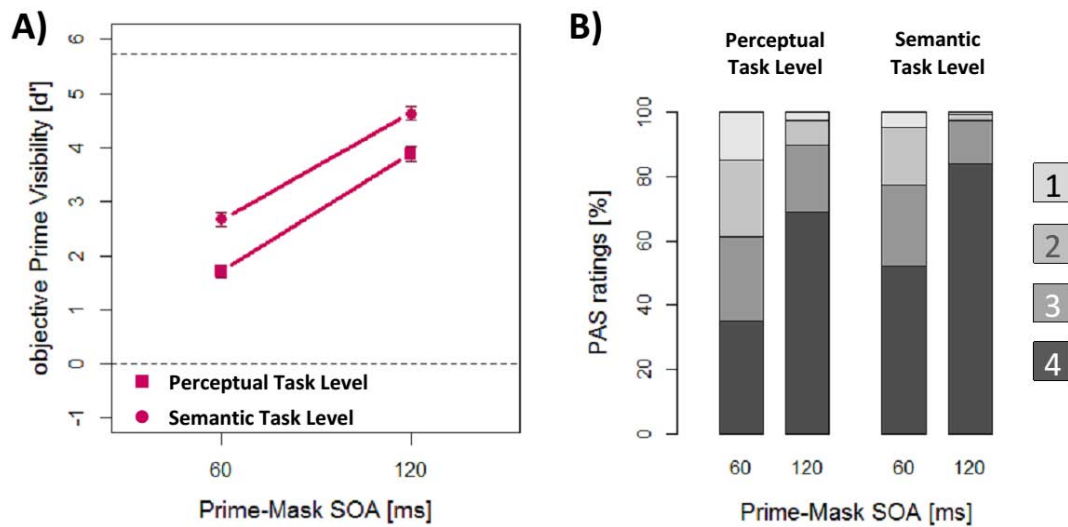 A)
objective Prime Visibility [d']
6
5
4
3
2
1
0
-1
Perceptual Task Level
Semantic Task Level
60
120
Prime-Mask SOA [ms]
B)
Perceptual
Task Level
Semantic
Task Level
PAS ratings [%]
100
80
60
40
20
0
60
120
60
120
Prime-Mask SOA [ms]
1
2
3
4